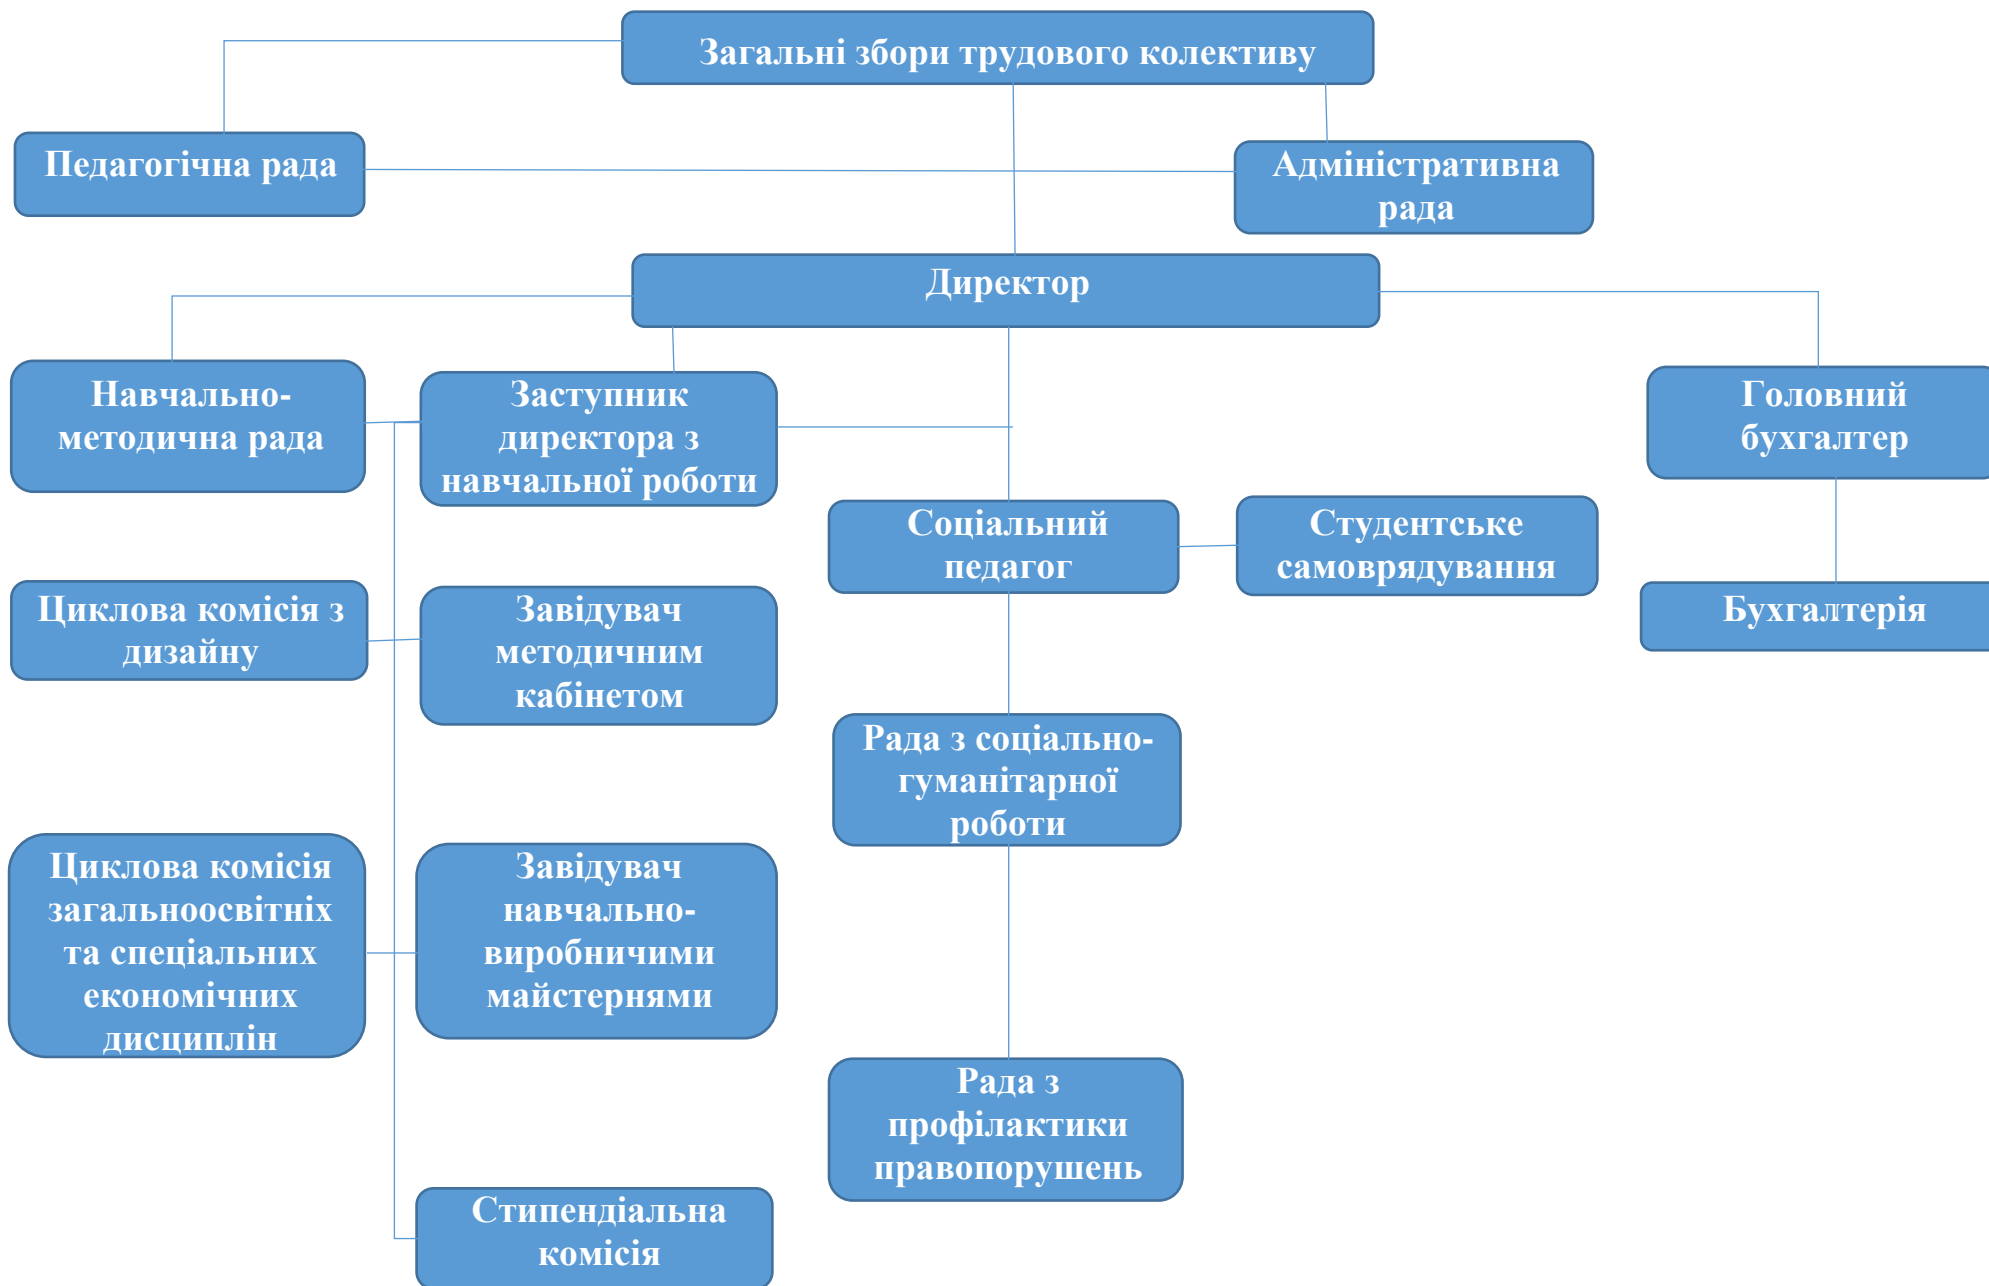 Загальні збори трудового колективу
Педагогічна рада
Адміністративна
рада
Директор
Навчально-
методична рада
Заступник
директора з
навчальної роботи
Головний
бухгалтер
Соціальний
педагог
Студентське
самоврядування
Циклова комісія з
дизайну
Завідувач
методичним
кабінетом
Бухгалтерія
Рада з соціально-
гуманітарної
роботи
Циклова комісія
загальноосвітніх
та спеціальних
економічних
дисциплін
Завідувач
навчально-
виробничими
майстернями
Рада з
профілактики
правопорушень
Стипендіальна
комісія